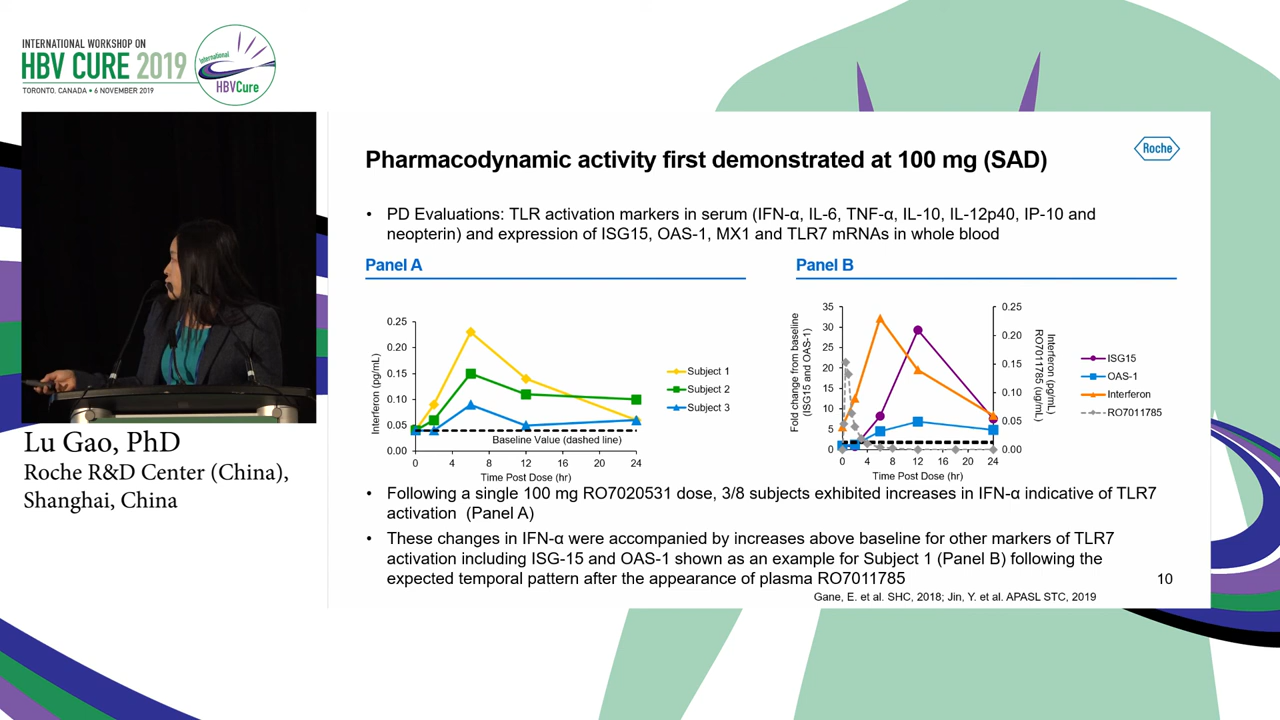 INTERNATIONAL WORKSHOP ON
HBV CURE 2019
TORONTO, CANADA • 6 NOVEMBER 2019
International
HBVCure
Lu Gao, PhD
Roche R&D Center (China),
Shanghai, China
Pharmacodynamic activity first demonstrated at 100 mg (SAD)
Roche
• PD Evaluations: TLR activation markers in serum (IFN-α, IL-6, TNF-α, IL-10, IL-12p40, IP-10 and
neopterin) and expression of ISG15, OAS-1, MX1 and TLR7 mRNAs in whole blood
Panel A
Interferon (pg/mL)
0.25
0.20
0.15
0.10
0.05
0.00
0 4 8 12 16 20 24
Time Post Dose (hr)
Baseline Value (dashed line)
Subject 1
Subject 2
Subject 3
Panel B
Fold change from baseline
(ISG15 and OAS-1)
35
30
25
20
15
10
5
0
0 4 8 12 16 20 24
Time Post Dose (hr)
0.25
0.20
0.15
0.10
0.05
0.00
Interferon (pg/mL)
RO7011785 (ug/mL)
ISG15
OAS-1
Interferon
RO7011785
• Following a single 100 mg RO7020531 dose, 3/8 subjects exhibited increases in IFN-α indicative of TLR7
activation (Panel A)
• These changes in IFN-α were accompanied by increases above baseline for other markers of TLR7
activation including ISG-15 and OAS-1 shown as an example for Subject 1 (Panel B) following the
expected temporal pattern after the appearance of plasma RO7011785
10
Gane, E. et al. SHC, 2018; Jin, Y. et al. APASL STC, 2019